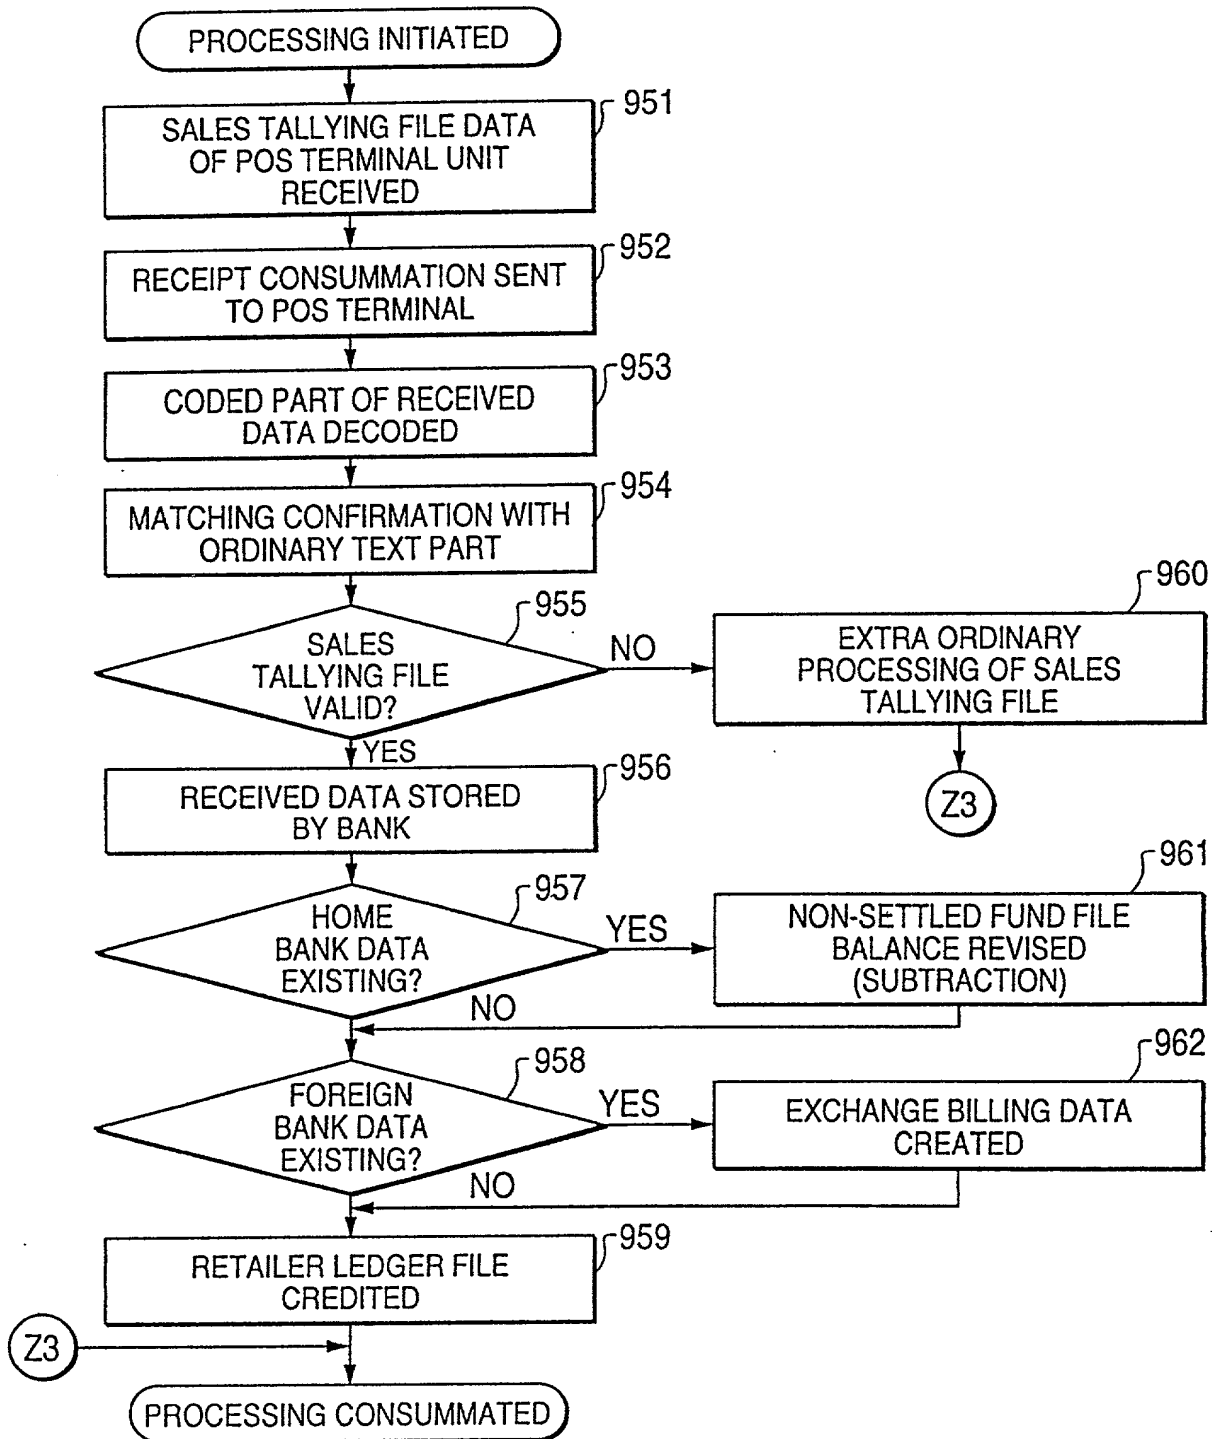 PROCESSING INITIATED
951
SALES TALLYING FILE DATA
OF POS TERMINAL UNIT
RECEIVED
952
RECEIPT CONSUMMATION SENT
TO POS TERMINAL
953
CODED PART OF RECEIVED
DATA DECODED
954
MATCHING CONFIRMATION WITH
ORDINARY TEXT PART
955
SALES
TALLYING FILE
VALID?
NO
960
EXTRA ORDINARY
PROCESSING OF SALES
TALLYING FILE
Z3
YES
956
RECEIVED DATA STORED
BY BANK
957
HOME
BANK DATA
EXISTING?
YES
961
NON-SETTLED FUND FILE
BALANCE REVISED
(SUBTRACTION)
NO
958
FOREIGN
BANK DATA
EXISTING?
YES
962
EXCHANGE BILLING DATA
CREATED
NO
959
RETAILER LEDGER FILE
CREDITED
Z3
PROCESSING CONSUMMATED